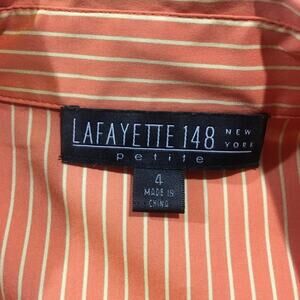 LAFAYETTE 148 NEW YORK
petite
4
MADE IN
CHINA